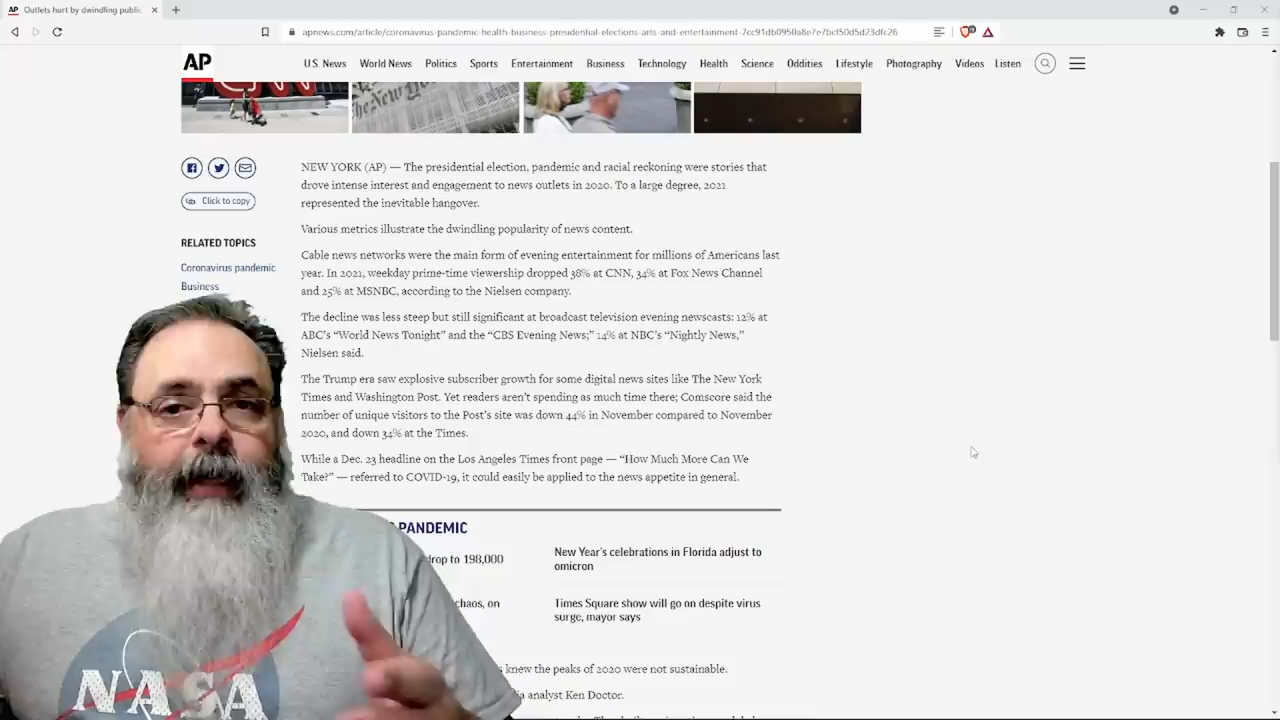 AP Outlets hurt by dwindling public
apnews.com/article/coronavirus-pandemic-health-business-presidential-elections-arts-and-entertainment-7cc91db0950a8e7e7bcf50d5d23dfc26
AP U.S. News World News Politics Sports Entertainment Business Technology Health Science Oddities Lifestyle Photography Videos Listen
CNN The New York
Click to copy
RELATED TOPICS
Coronavirus pandemic
Business
NEW YORK (AP) — The presidential election, pandemic and racial reckoning were stories that
drove intense interest and engagement to news outlets in 2020. To a large degree, 2021
represented the inevitable hangover.
Various metrics illustrate the dwindling popularity of news content.
Cable news networks were the main form of evening entertainment for millions of Americans last
year. In 2021, weekday prime-time viewership dropped 38% at CNN, 34% at Fox News Channel
and 25% at MSNBC, according to the Nielsen company.
The decline was less steep but still significant at broadcast television evening newscasts: 12% at
ABC’s “World News Tonight” and the “CBS Evening News;” 14% at NBC’s “Nightly News,”
Nielsen said.
The Trump era saw explosive subscriber growth for some digital news sites like The New York
Times and Washington Post. Yet readers aren’t spending as much time there; Comscore said the
number of unique visitors to the Post’s site was down 44% in November compared to November
2020, and down 34% at the Times.
While a Dec. 23 headline on the Los Angeles Times front page — “How Much More Can We
Take?” — referred to COVID-19, it could easily be applied to the news appetite in general.
PANDEMIC
drop to 198,000
chaos, on
New Year’s celebrations in Florida adjust to
omicron
Times Square show will go on despite virus
surge, mayor says
knew the peaks of 2020 were not sustainable.
analyst Ken Doctor.
NASA